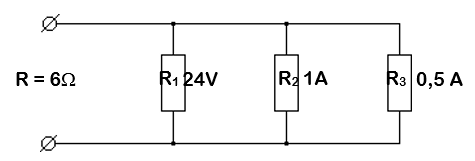 R = 6Ω R₁ 24V R₂ 1A R₃ 0,5 A